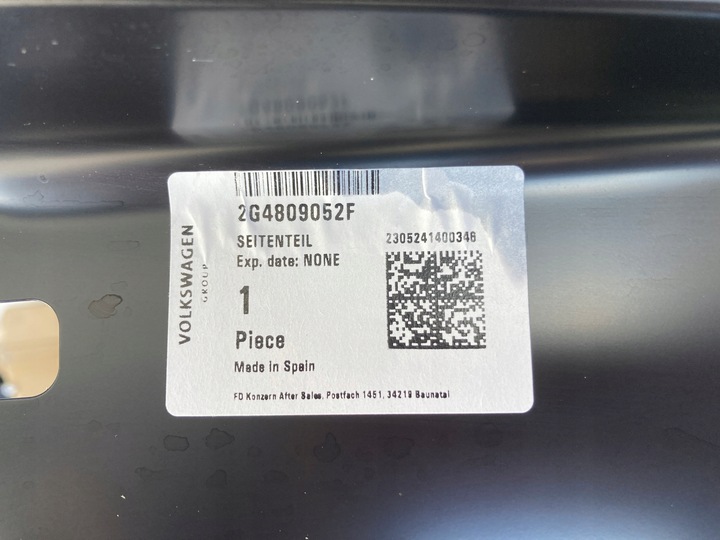 2G4809052F
SEITENTEIL
Exp. date: NONE
2305241400346
VOLKSWAGEN
GROUP
1
Piece
Made in Spain
FD Konzern After Sales, Postfach 1451, 34219 Baunatal